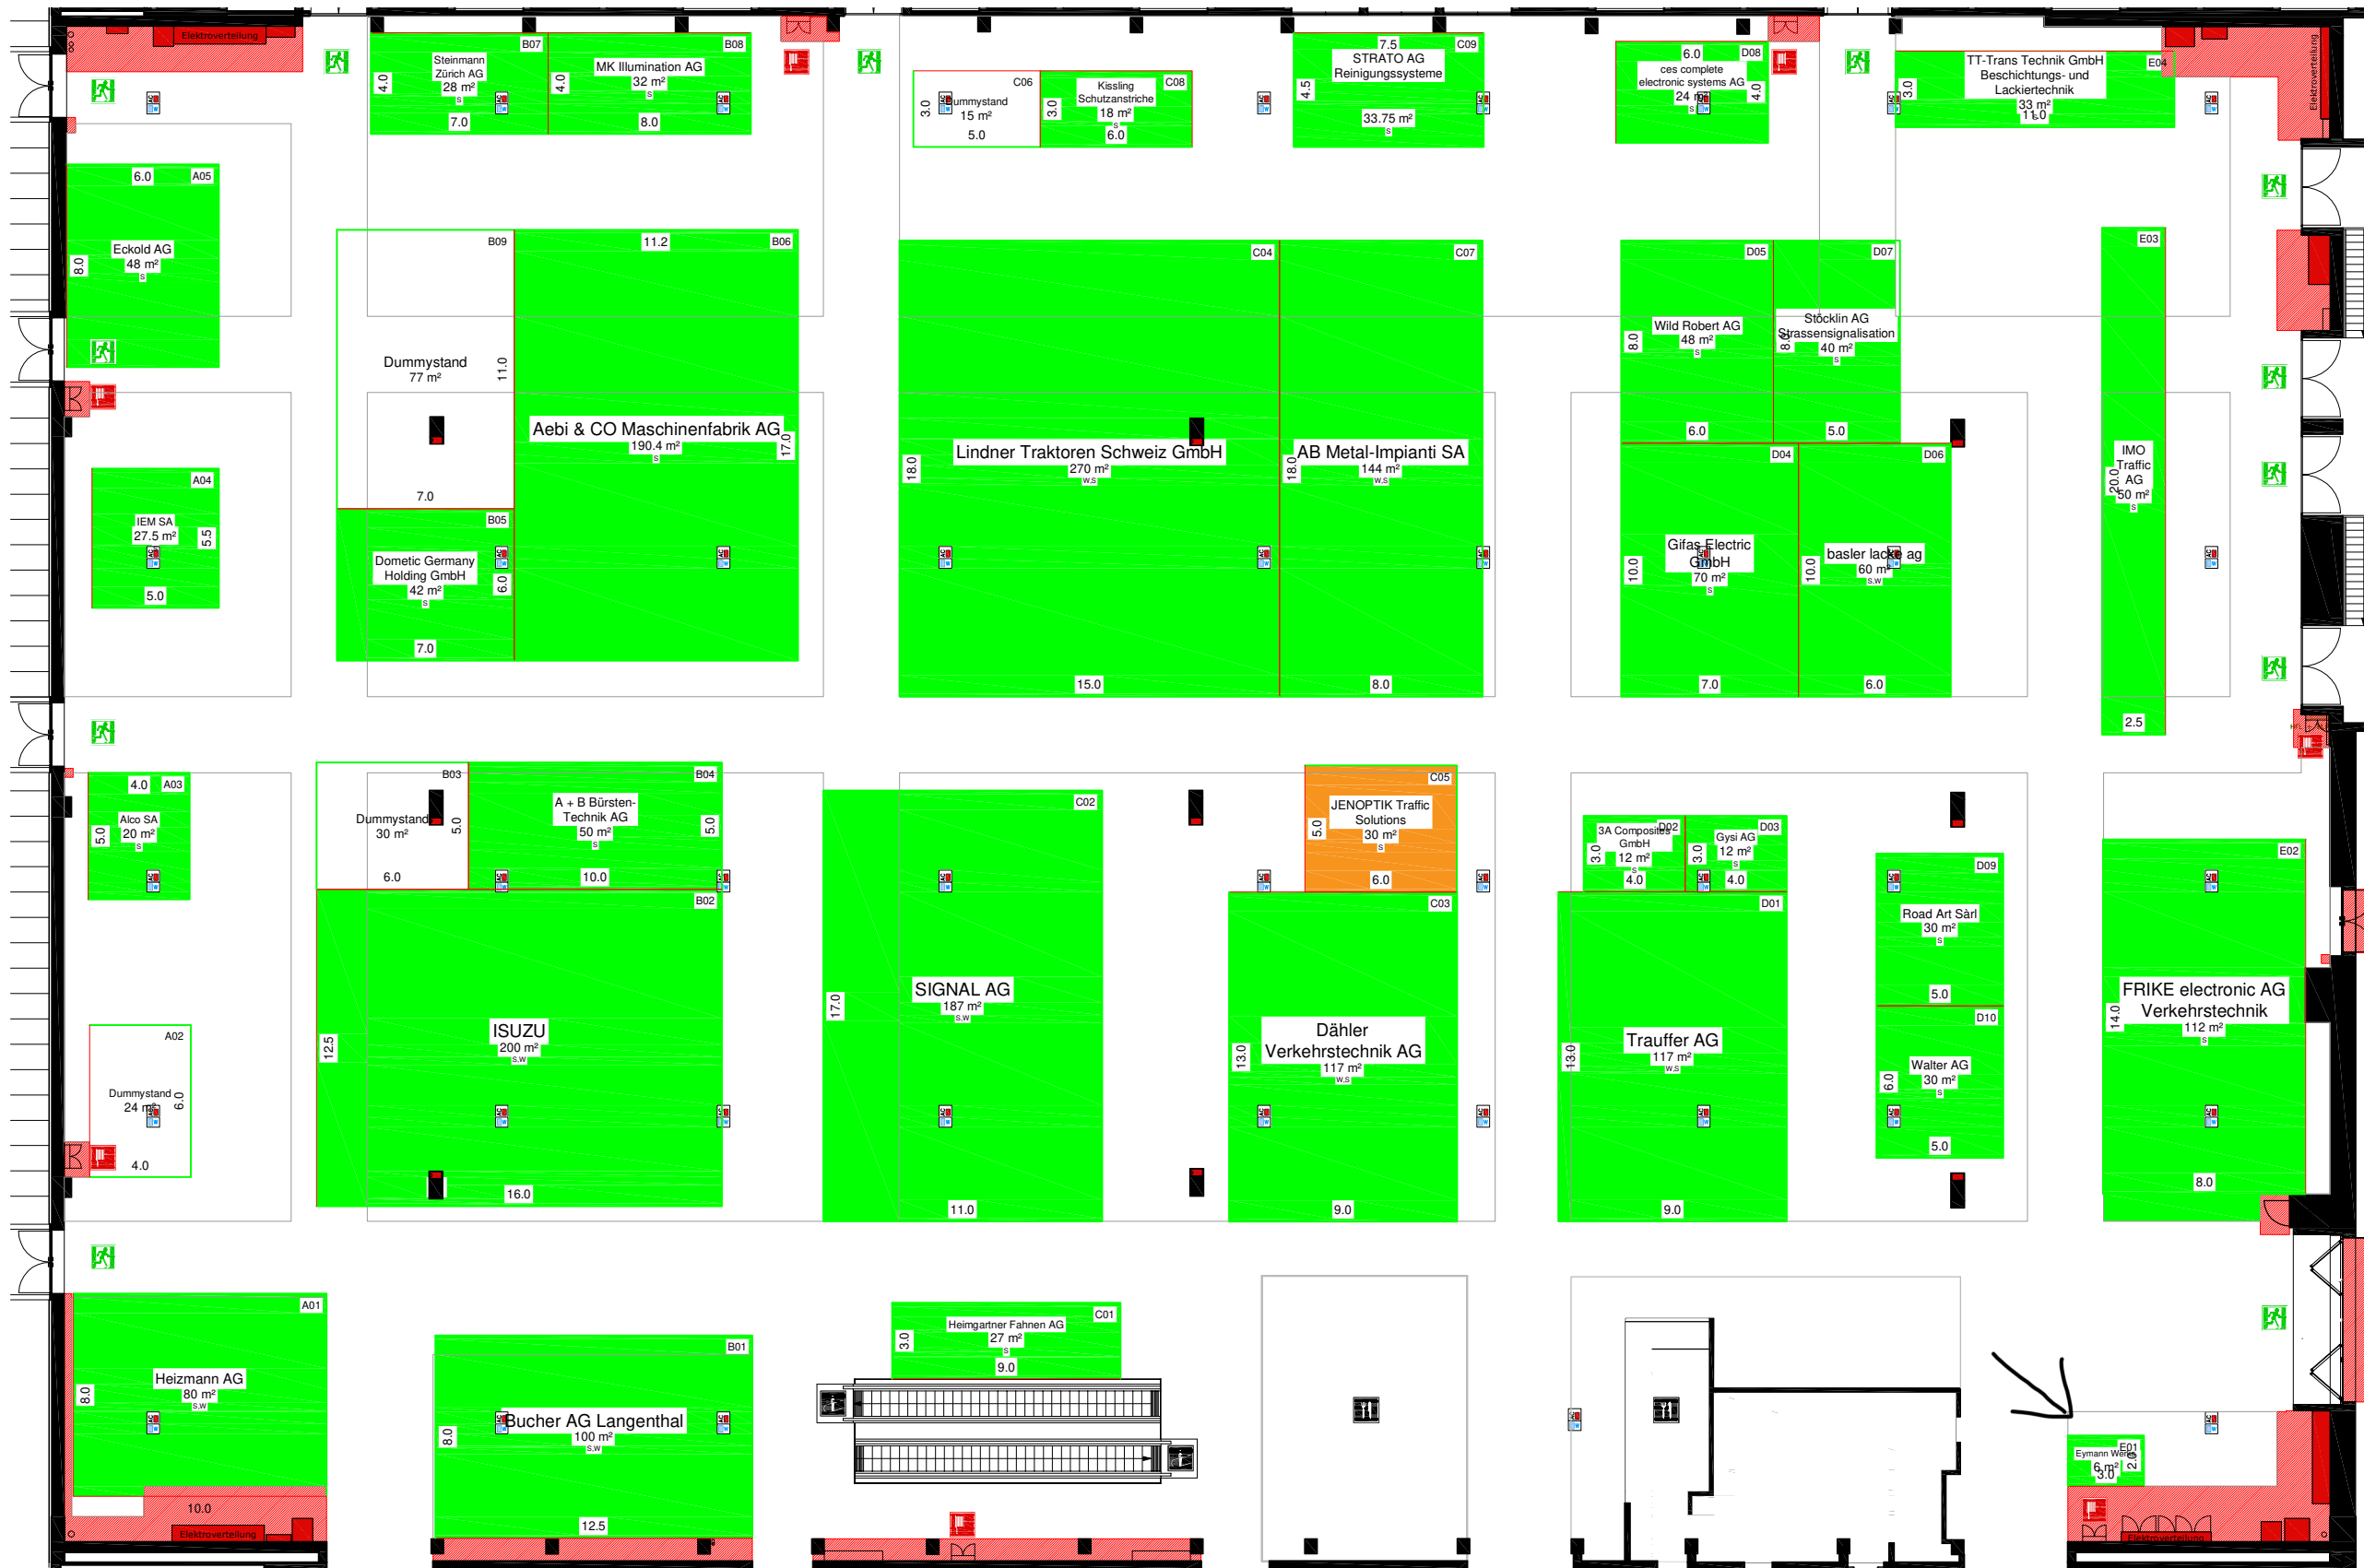 Elektroverteilung
B07
Steinmann
Zürich AG
28 m²
S
4.0
7.0
B08
MK Illumination AG
32 m²
S
4.0
8.0
C06
Dummystand
15 m²
3.0
5.0
C08
Kissling
Schutzanstriche
18 m²
S
3.0
6.0
7.5
C09
STRATO AG
Reinigungssysteme
4.5
33.75 m²
S
6.0
D08
ces complete
electronic systems AG
24 m²
S
4.0
TT-Trans Technik GmbH
E04
Beschichtungs- und
Lackiertechnik
33 m²
S
3.0
11.0
Elektroverteilung
6.0
A05
Eckold AG
48 m²
S
8.0
B09
Dummystand
77 m²
11.0
7.0
11.2
B06
Aebi & CO Maschinenfabrik AG
190.4 m²
S
17.0
C04
Lindner Traktoren Schweiz GmbH
270 m²
W,S
18.0
15.0
C07
AB Metal-Impianti SA
144 m²
W,S
18.0
8.0
D05
Wild Robert AG
48 m²
S
8.0
6.0
D07
Stöcklin AG
Strassensignalisation
40 m²
S
8.0
5.0
E03
IMO
Traffic
AG
50 m²
S
20.0
2.5
A04
IEM SA
27.5 m²
5.5
5.0
B05
Dometic Germany
Holding GmbH
42 m²
S
6.0
7.0
D04
Gifas Electric
GmbH
70 m²
S
10.0
7.0
D06
basler lacke ag
60 m²
S,W
10.0
6.0
4.0
A03
Alco SA
20 m²
S
5.0
B03
Dummystand
30 m²
5.0
6.0
B04
A + B Bürsten-
Technik AG
50 m²
S
5.0
10.0
C02
SIGNAL AG
187 m²
S,W
17.0
11.0
C05
JENOPTIK Traffic
Solutions
30 m²
S
5.0
6.0
D02
3A Composites
GmbH
12 m²
S
3.0
4.0
D03
Gysi AG
12 m²
S
3.0
4.0
D09
Road Art Sàrl
30 m²
S
5.0
E02
FRIKE electronic AG
Verkehrstechnik
112 m²
S
14.0
8.0
A02
Dummystand
24 m²
6.0
4.0
B02
ISUZU
200 m²
S,W
12.5
16.0
C03
Dähler
Verkehrstechnik AG
117 m²
W,S
13.0
9.0
D01
Trauffer AG
117 m²
W,S
13.0
9.0
D10
Walter AG
30 m²
S
6.0
5.0
A01
Heizmann AG
80 m²
S,W
8.0
10.0
Elektroverteilung
B01
Bucher AG Langenthal
100 m²
S,W
8.0
12.5
C01
Heimgartner Fahnen AG
27 m²
S
3.0
9.0
E01
6 m²
2.0
3.0
Elektroverteilung